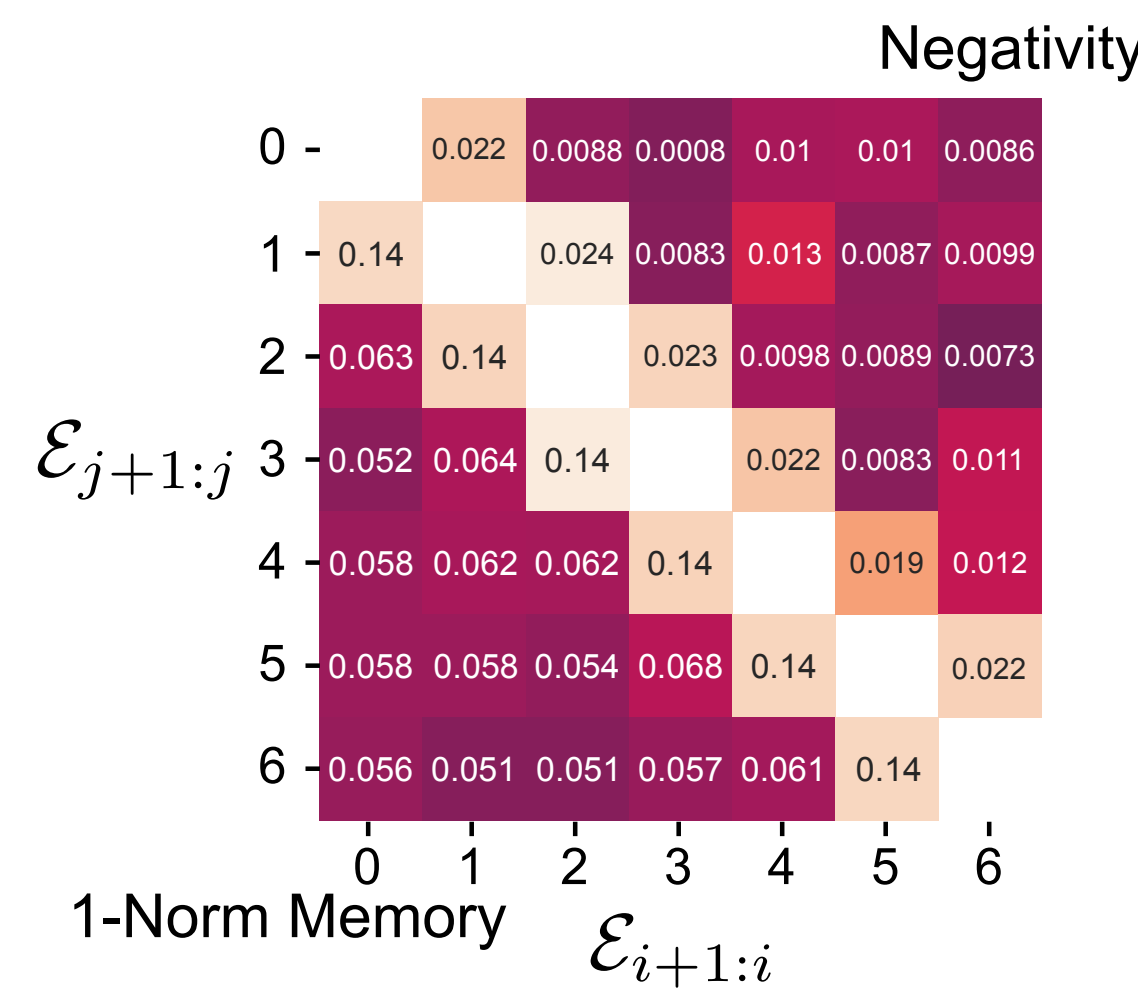 Negativity
0 0.022 0.0088 0.0008 0.01 0.01 0.0086
1 0.14 0.024 0.0083 0.013 0.0087 0.0099
2 0.063 0.14 0.023 0.0098 0.0089 0.0073
ℰj+1:j 3 0.052 0.064 0.14 0.022 0.0083 0.011
4 0.058 0.062 0.062 0.14 0.019 0.012
5 0.058 0.058 0.054 0.068 0.14 0.022
6 0.056 0.051 0.051 0.057 0.061 0.14
0 1 2 3 4 5 6
1-Norm Memory
ℰi+1:i